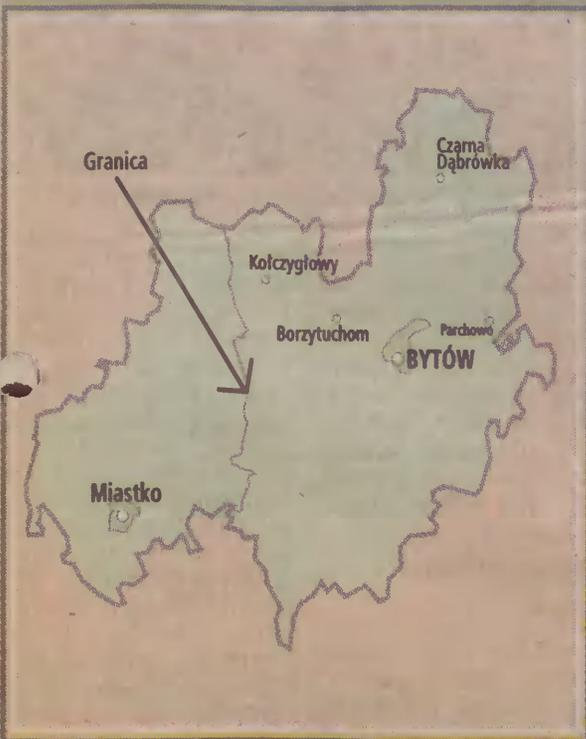 Czarna
Dąbrówka
Granica
Kołczygłowy
Borzytuchom
Parchowo
BYTÓW
Miastko